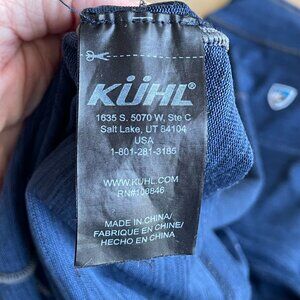 KÜHL
1635 S. 5070 W, Ste C
Salt Lake, UT 84104
USA
1-801-281-3185
WWW.KUHL.COM
RN#108846
MADE IN CHINA/
FABRIQUE EN CHINE/
HECHO EN CHINA